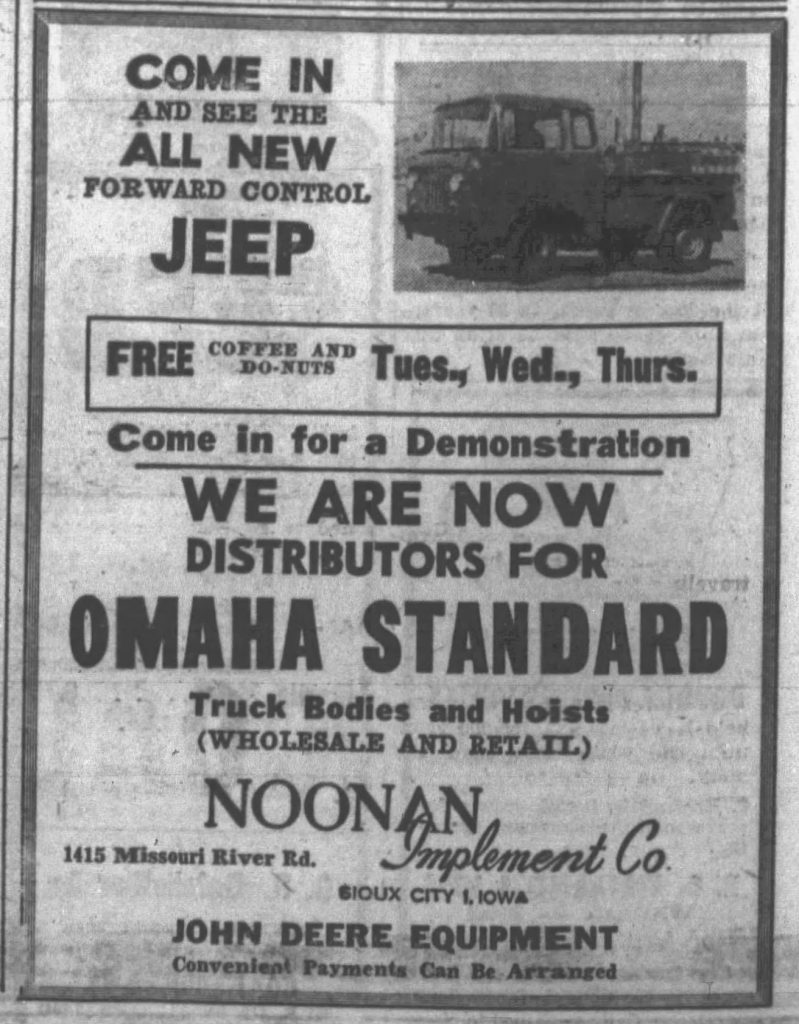 COME IN
AND SEE THE
ALL NEW
FORWARD CONTROL
JEEP
FREE COFFEE AND DO-NUTS Tues., Wed., Thurs.
Come in for a Demonstration
WE ARE NOW
DISTRIBUTORS FOR
OMAHA STANDARD
Truck Bodies and Hoists
(WHOLESALE AND RETAIL)
NOONAN
Implement Co.
1415 Missouri River Rd.
SIOUX CITY 1, IOWA
JOHN DEERE EQUIPMENT
Convenient Payments Can Be Arranged